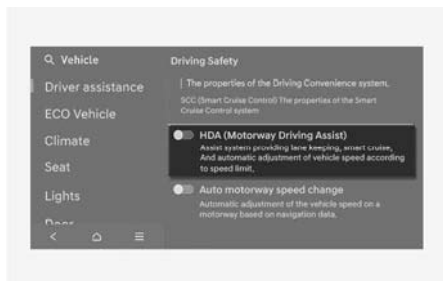 Vehicle
Driver assistance
ECO Vehicle
Climate
Seat
Lights
Door
Driving Safety
The properties of the Driving Convenience system.
SCC (Smart Cruise Control) The properties of the Smart
Cruise Control system
HDA (Motorway Driving Assist)
Assist system providing lane keeping, smart cruise,
And automatic adjustment of vehicle speed according
to speed limit,
Auto motorway speed change
Automatic adjustment of the vehicle speed on a
motorway based on navigation data.